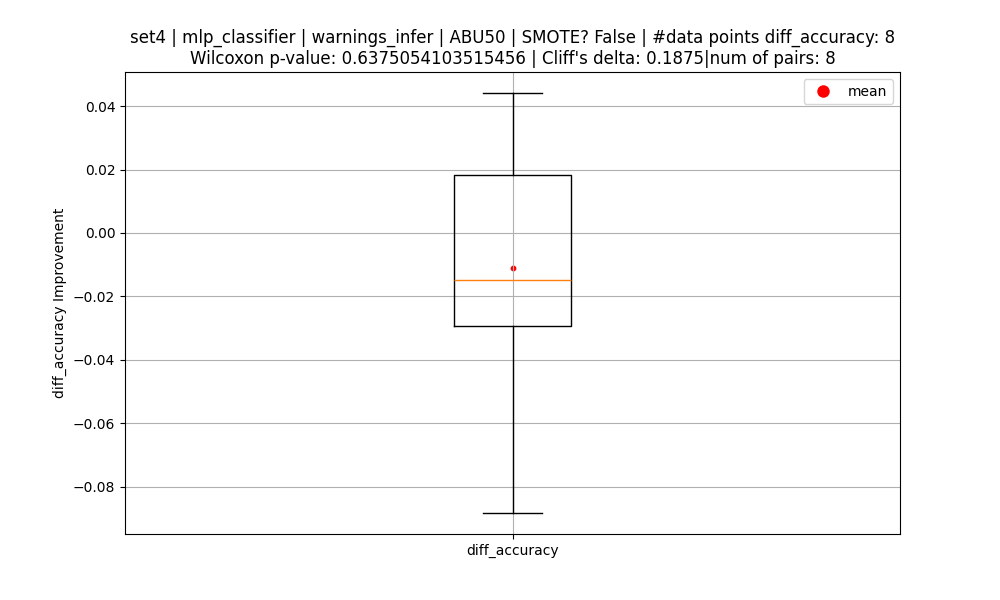 set4 | mlp_classifier | warnings_infer | ABU50 | SMOTE? False | #data points diff_accuracy: 8
Wilcoxon p-value: 0.6375054103515456 | Cliff's delta: 0.1875|num of pairs: 8
mean
0.04
0.02
0.00
−0.02
−0.04
−0.06
−0.08
diff_accuracy Improvement
diff_accuracy